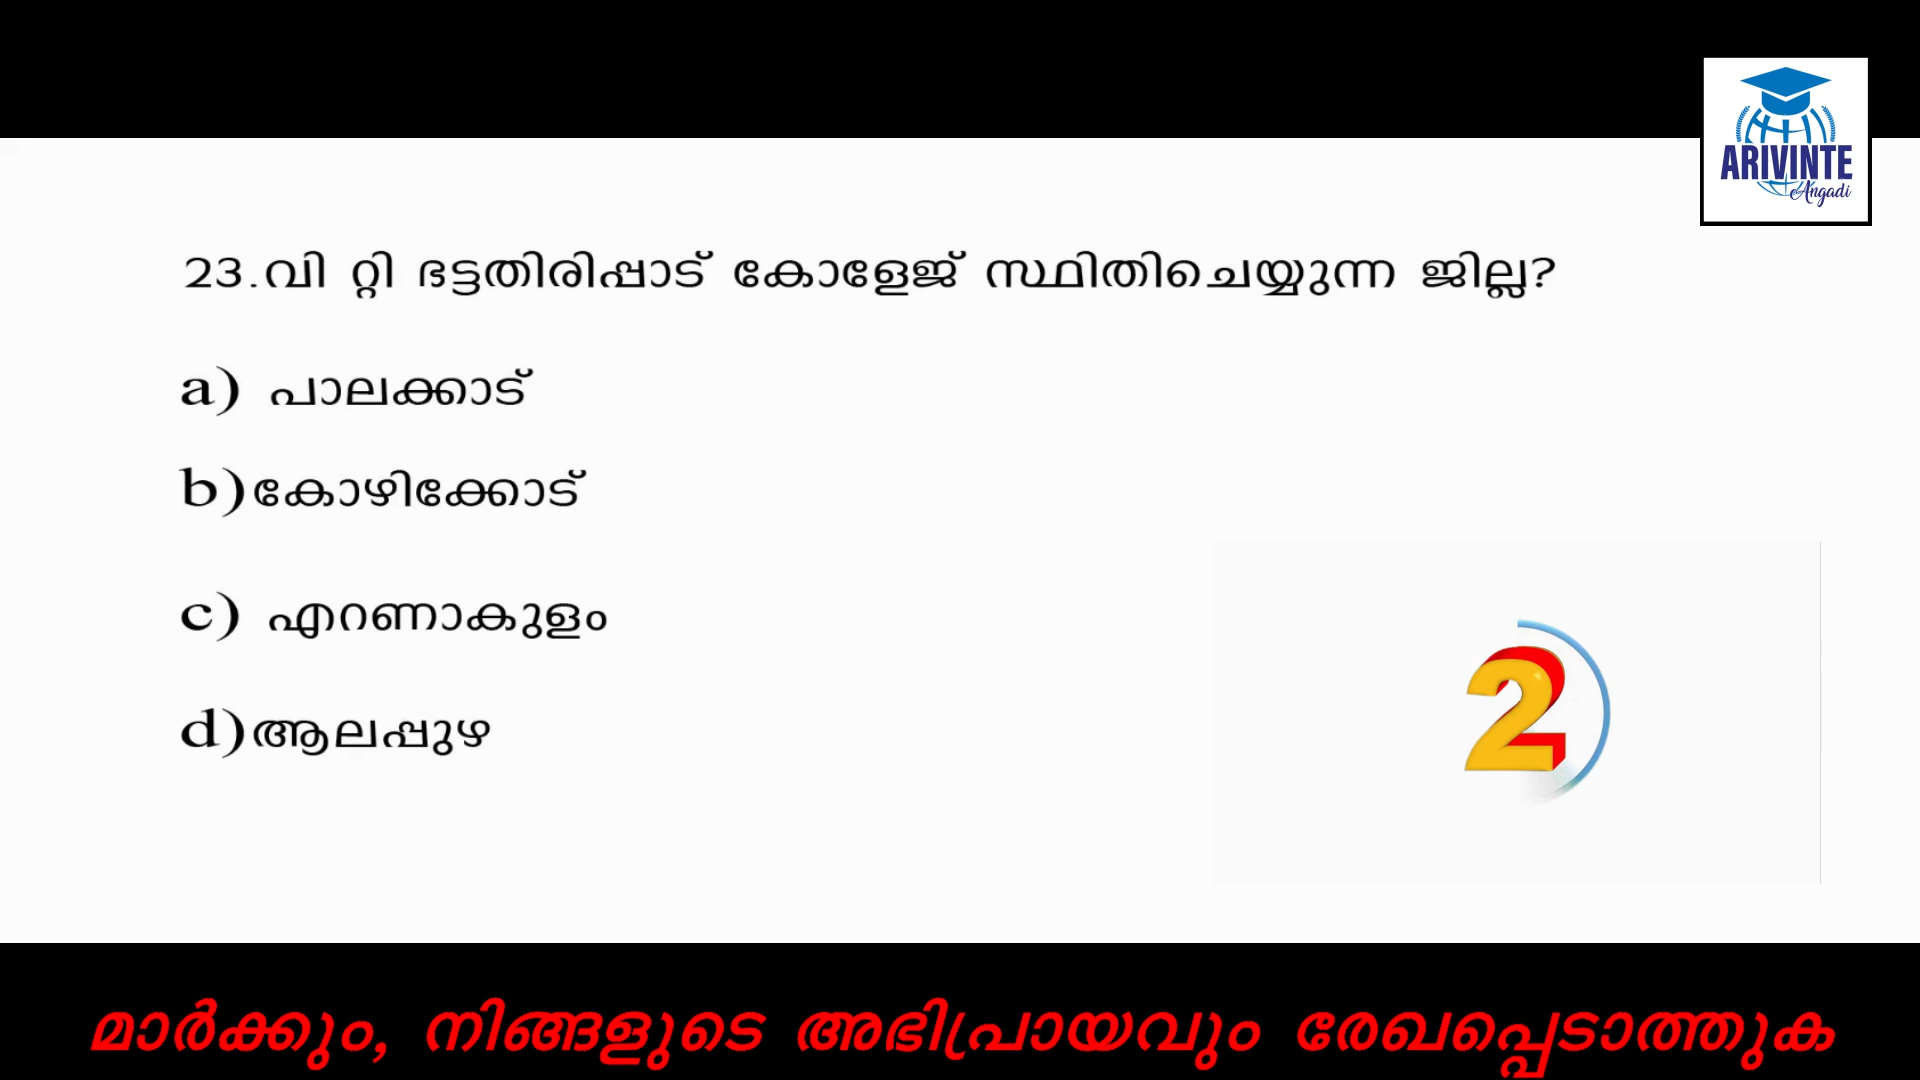 ARIVINTE
Angadi
23.വി റ്റി ഭട്ടതിരിപ്പാട് കോളേജ് സ്ഥിതിചെയ്യുന്ന ജില്ല?
a) പാലക്കാട്
b)കോഴിക്കോട്
c) എറണാകുളം
d)ആലപ്പുഴ
2
മാർക്കും, നിങ്ങളുടെ അഭിപ്രായവും രേഖപ്പെടാത്തുക